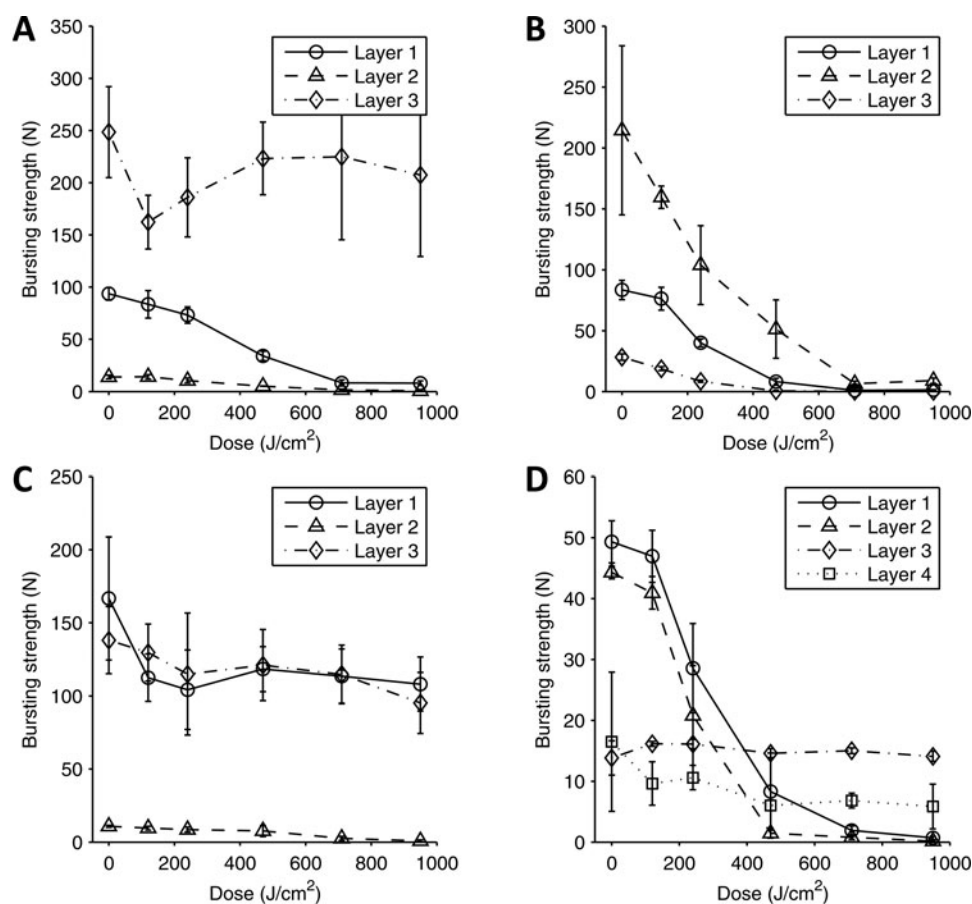 A
Bursting strength (N)
350
300
250
200
150
100
50
0
0 200 400 600 800 1000
Dose (J/cm²)
Layer 1
Layer 2
Layer 3
B
Bursting strength (N)
300
250
200
150
100
50
0
0 200 400 600 800 1000
Dose (J/cm²)
Layer 1
Layer 2
Layer 3
C
Bursting strength (N)
250
200
150
100
50
0
0 200 400 600 800 1000
Dose (J/cm²)
Layer 1
Layer 2
Layer 3
D
Bursting strength (N)
60
50
40
30
20
10
0
0 200 400 600 800 1000
Dose (J/cm²)
Layer 1
Layer 2
Layer 3
Layer 4